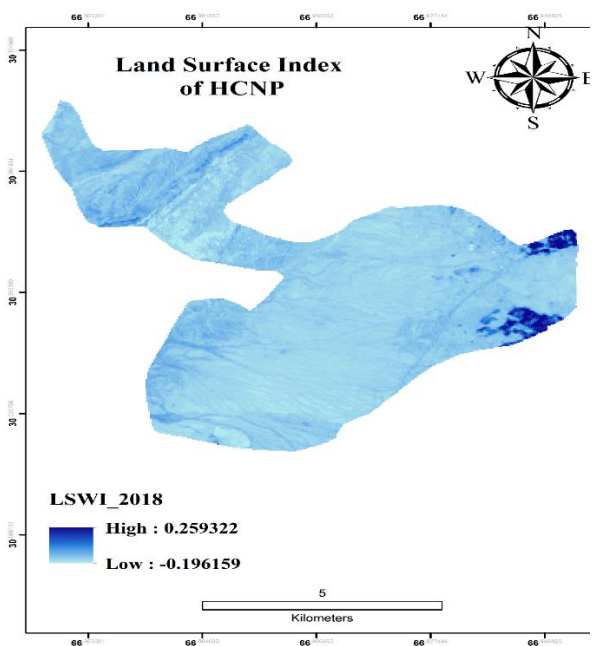 66 66 66 66 66
Land Surface Index
of HCNP
N
W E
S
30
30
30
30
30
LSWI_2018
High : 0.259322
Low : -0.196159
5
Kilometers
66 66 66 66 66